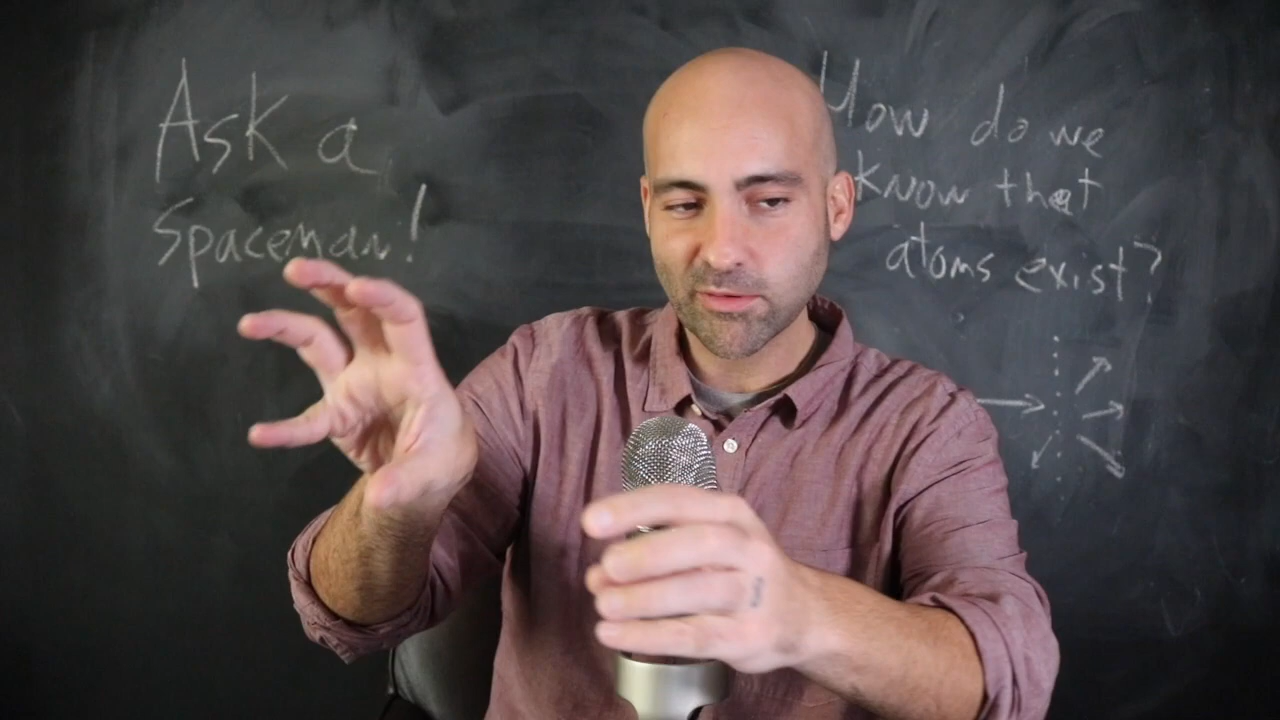 Ask a
Spaceman!
How do we
know that
atoms exist?